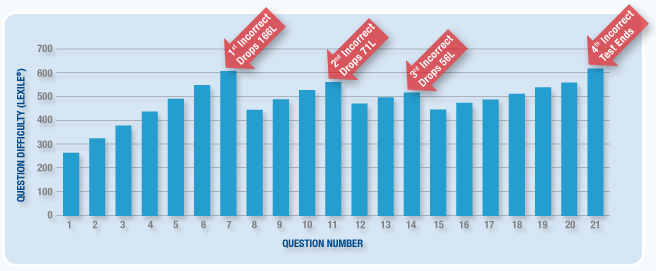 1st Incorrect
Drops 166L
2nd Incorrect
Drops 71L
3rd Incorrect
Drops 56L
4th Incorrect
Test Ends
QUESTION DIFFICULTY (LEXILE®)
700
600
500
400
300
200
100
0
1 2 3 4 5 6 7 8 9 10 11 12 13 14 15 16 17 18 19 20 21
QUESTION NUMBER